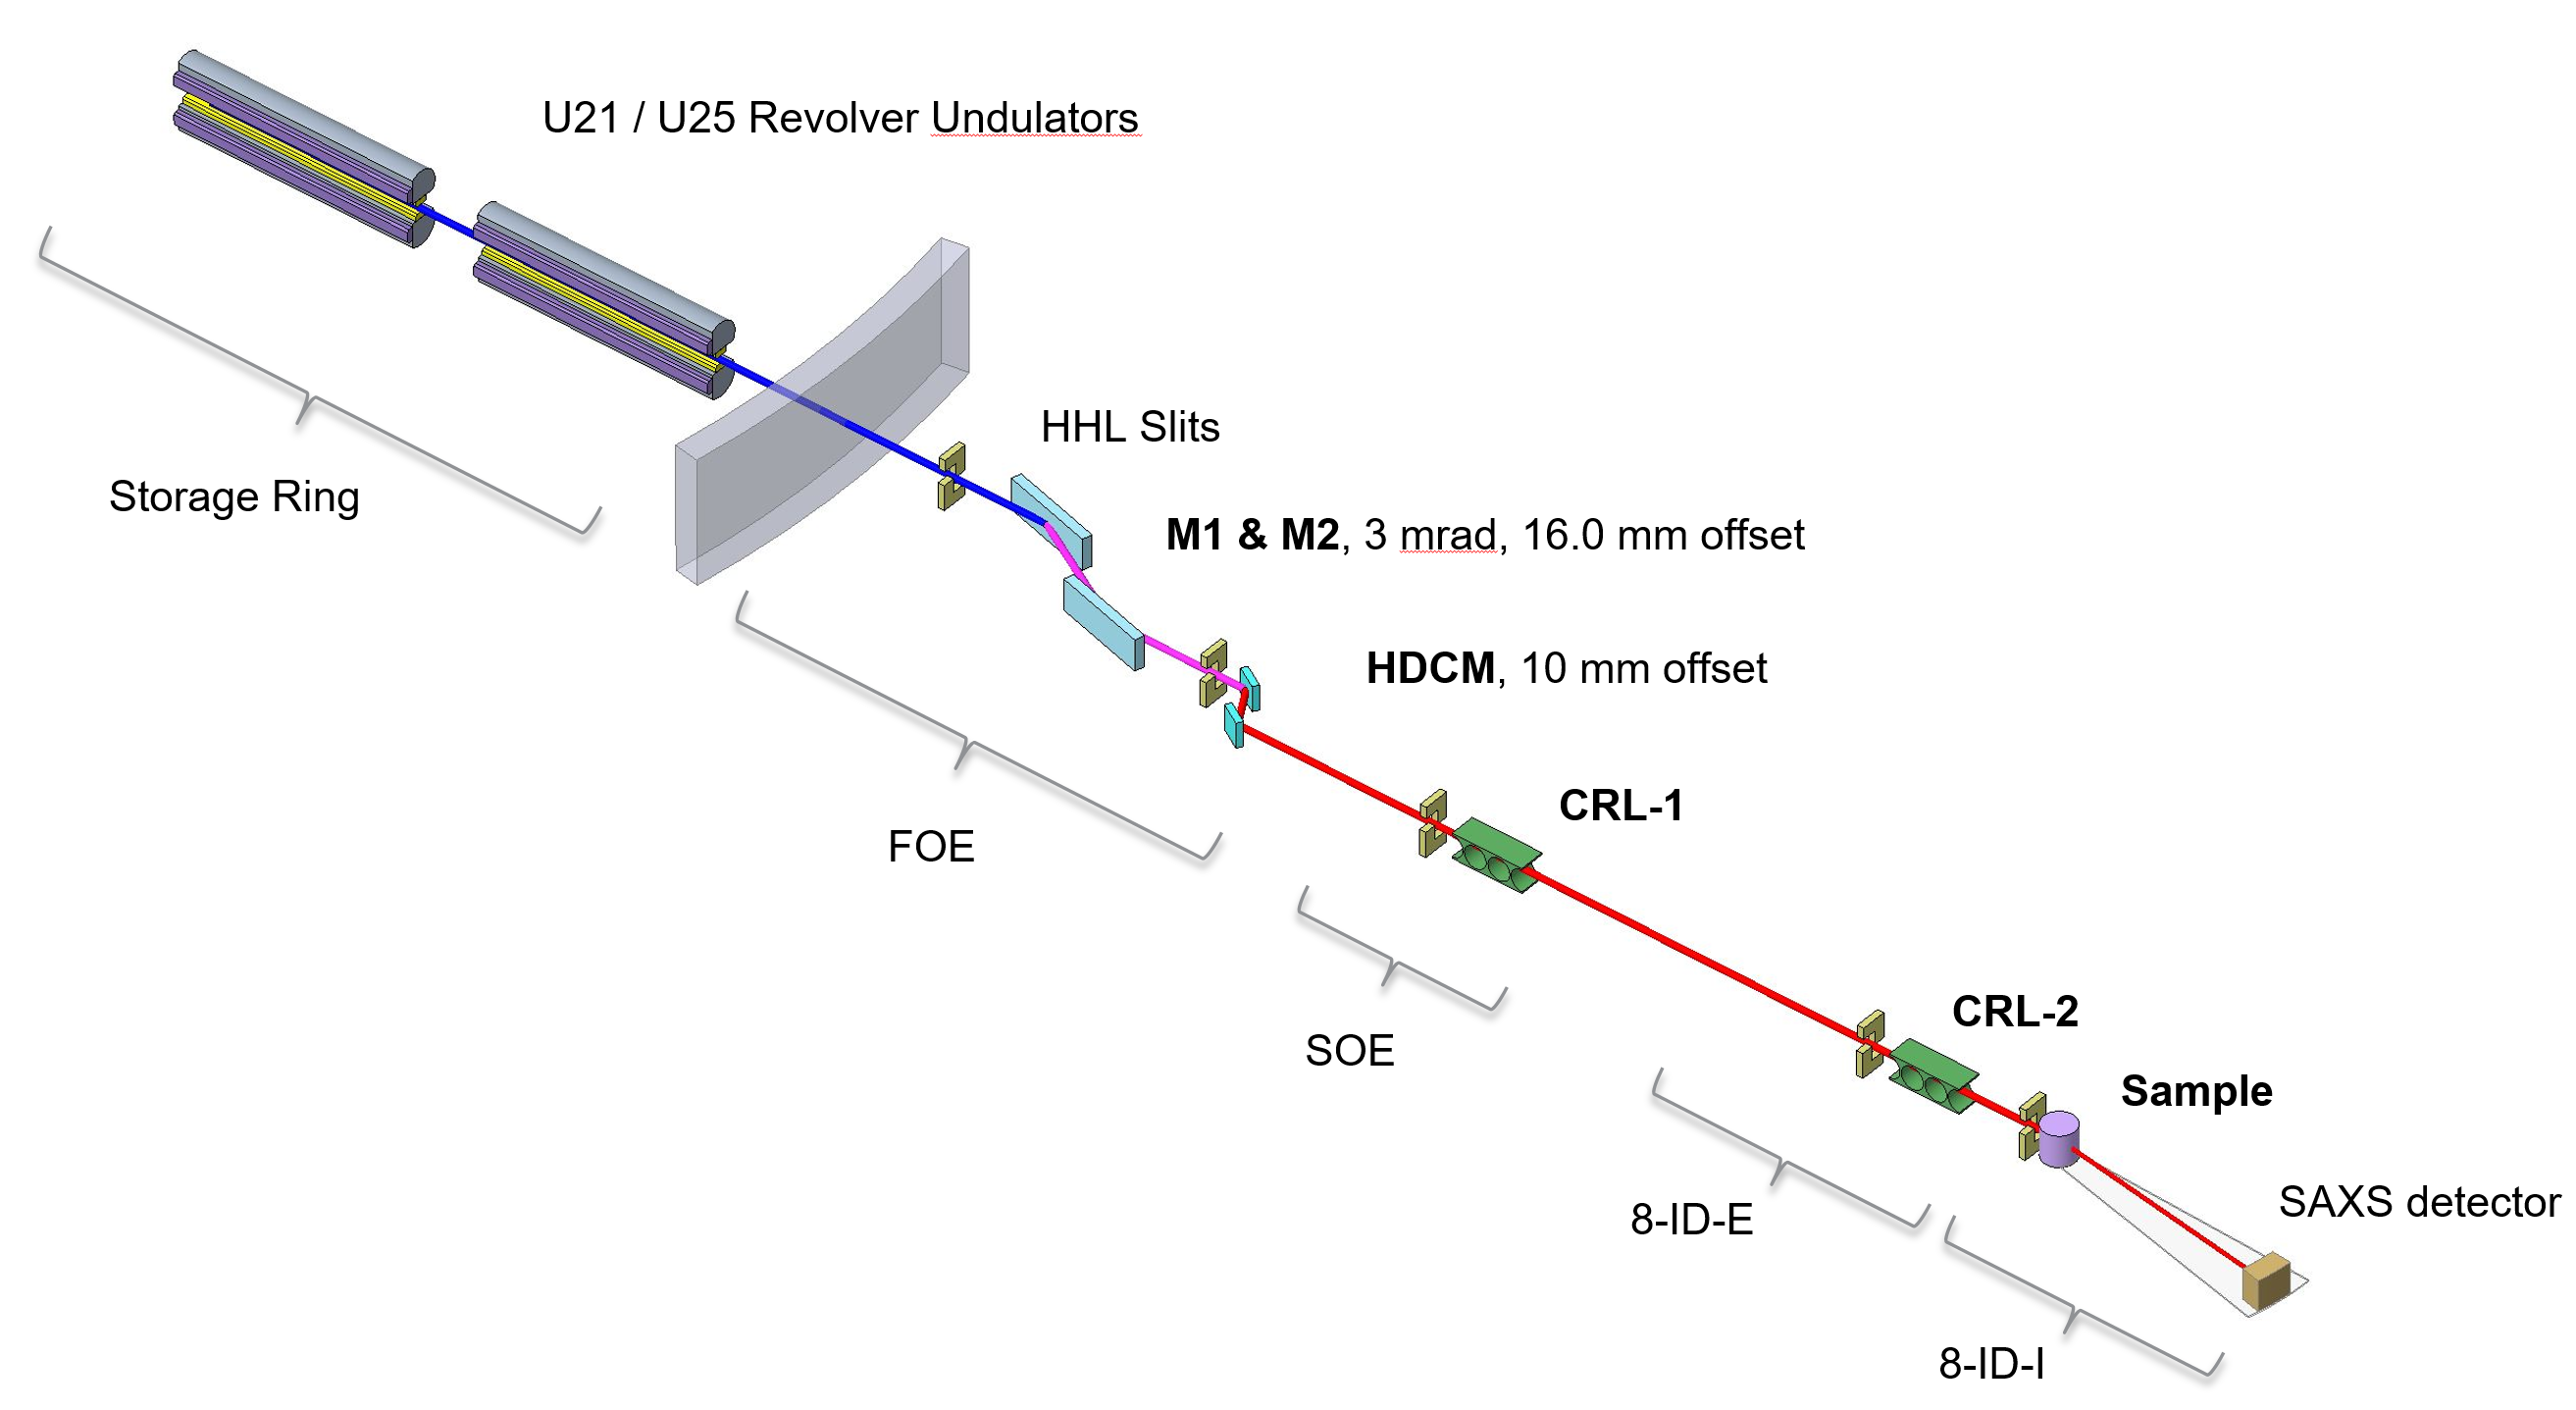 U21 / U25 Revolver Undulators
HHL Slits
Storage Ring
M1 & M2, 3 mrad, 16.0 mm offset
HDCM, 10 mm offset
CRL-1
FOE
CRL-2
SOE
Sample
SAXS detector
8-ID-E
8-ID-I